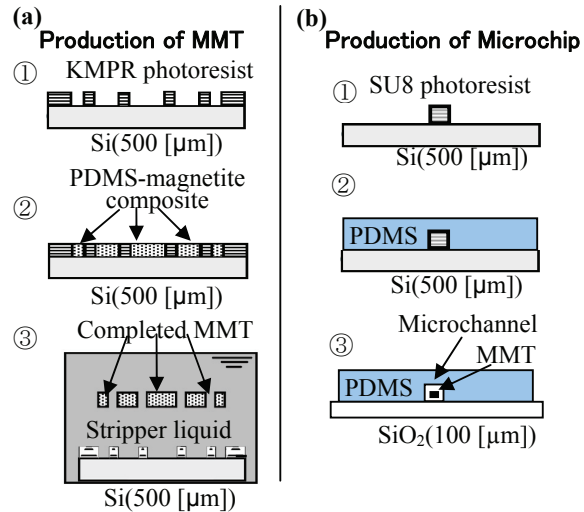 (a)
Production of MMT
① KMPR photoresist
Si(500 [µm])
PDMS-magnetite
composite
②
Si(500 [µm])
③ Completed MMT
Stripper liquid
Si(500 [µm])
(b)
Production of Microchip
① SU8 photoresist
Si(500 [µm])
②
PDMS
Si(500 [µm])
Microchannel
③ MMT
PDMS
SiO₂(100 [µm])